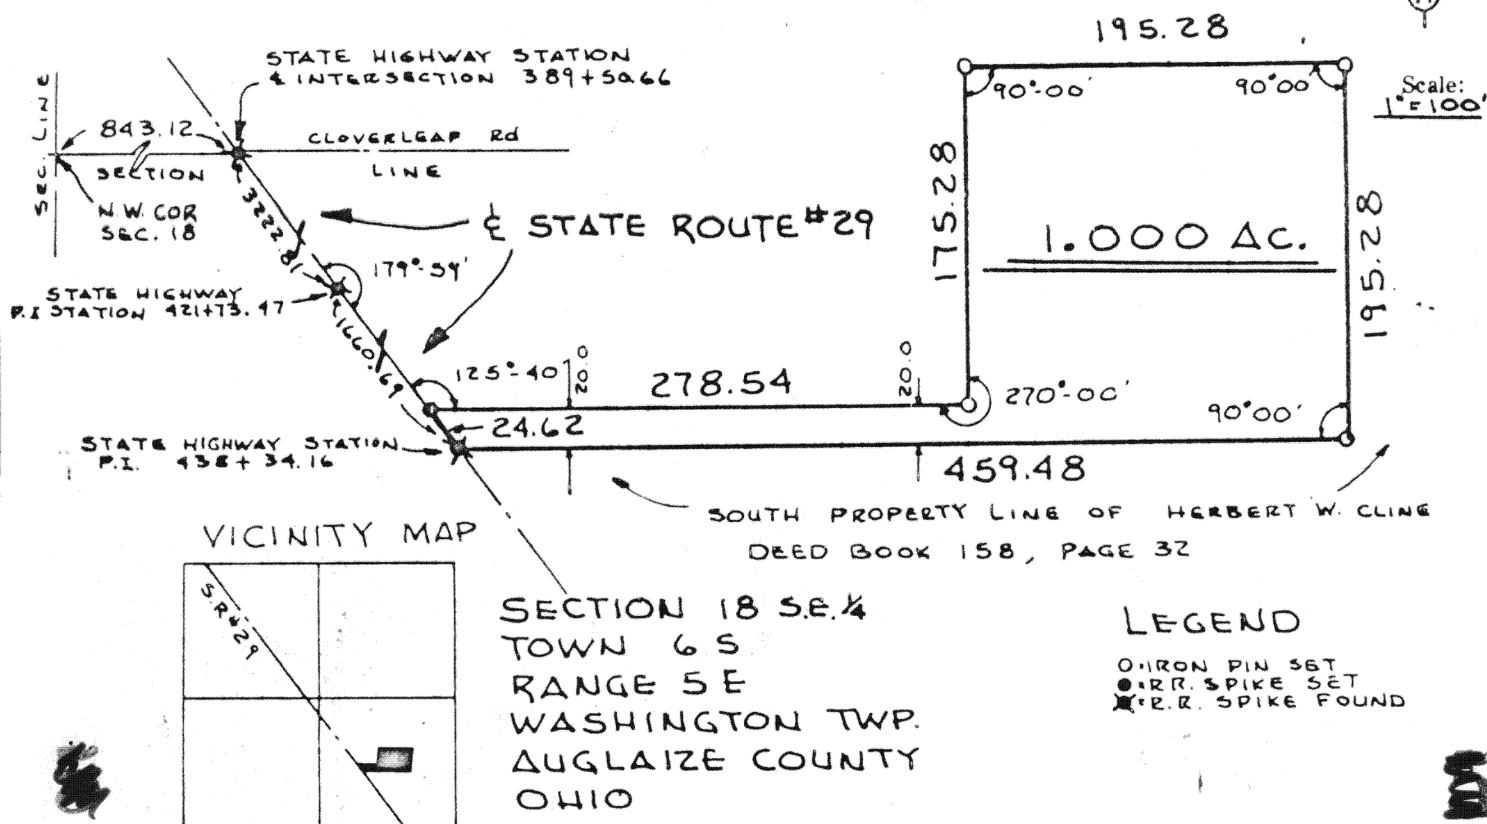 195.28
STATE HIGHWAY STATION
& INTERSECTION 389+50.66
90°-00'
90°00'
Scale:
1"=100'
SEC. LINE
843.12
CLOVERLEAF Rd
SECTION
LINE
N.W. COR
SEC. 18
3222.81
℄ STATE ROUTE #29
175.28
1.000 AC.
195.28
179°-59'
STATE HIGHWAY
P.I STATION 421+73.47
1660.69
125°-40
20.0
278.54
20.0
270°-00'
90°00'
24.62
STATE HIGHWAY STATION
P.I. 438+34.16
459.48
SOUTH PROPERTY LINE OF HERBERT W. CLINE
DEED BOOK 158, PAGE 32
VICINITY MAP
S.R.#29
SECTION 18 S.E.¼
TOWN 6 S
RANGE 5 E
WASHINGTON TWP.
AUGLAIZE COUNTY
OHIO
LEGEND
O=IRON PIN SET
●=R.R. SPIKE SET
=R.R. SPIKE FOUND